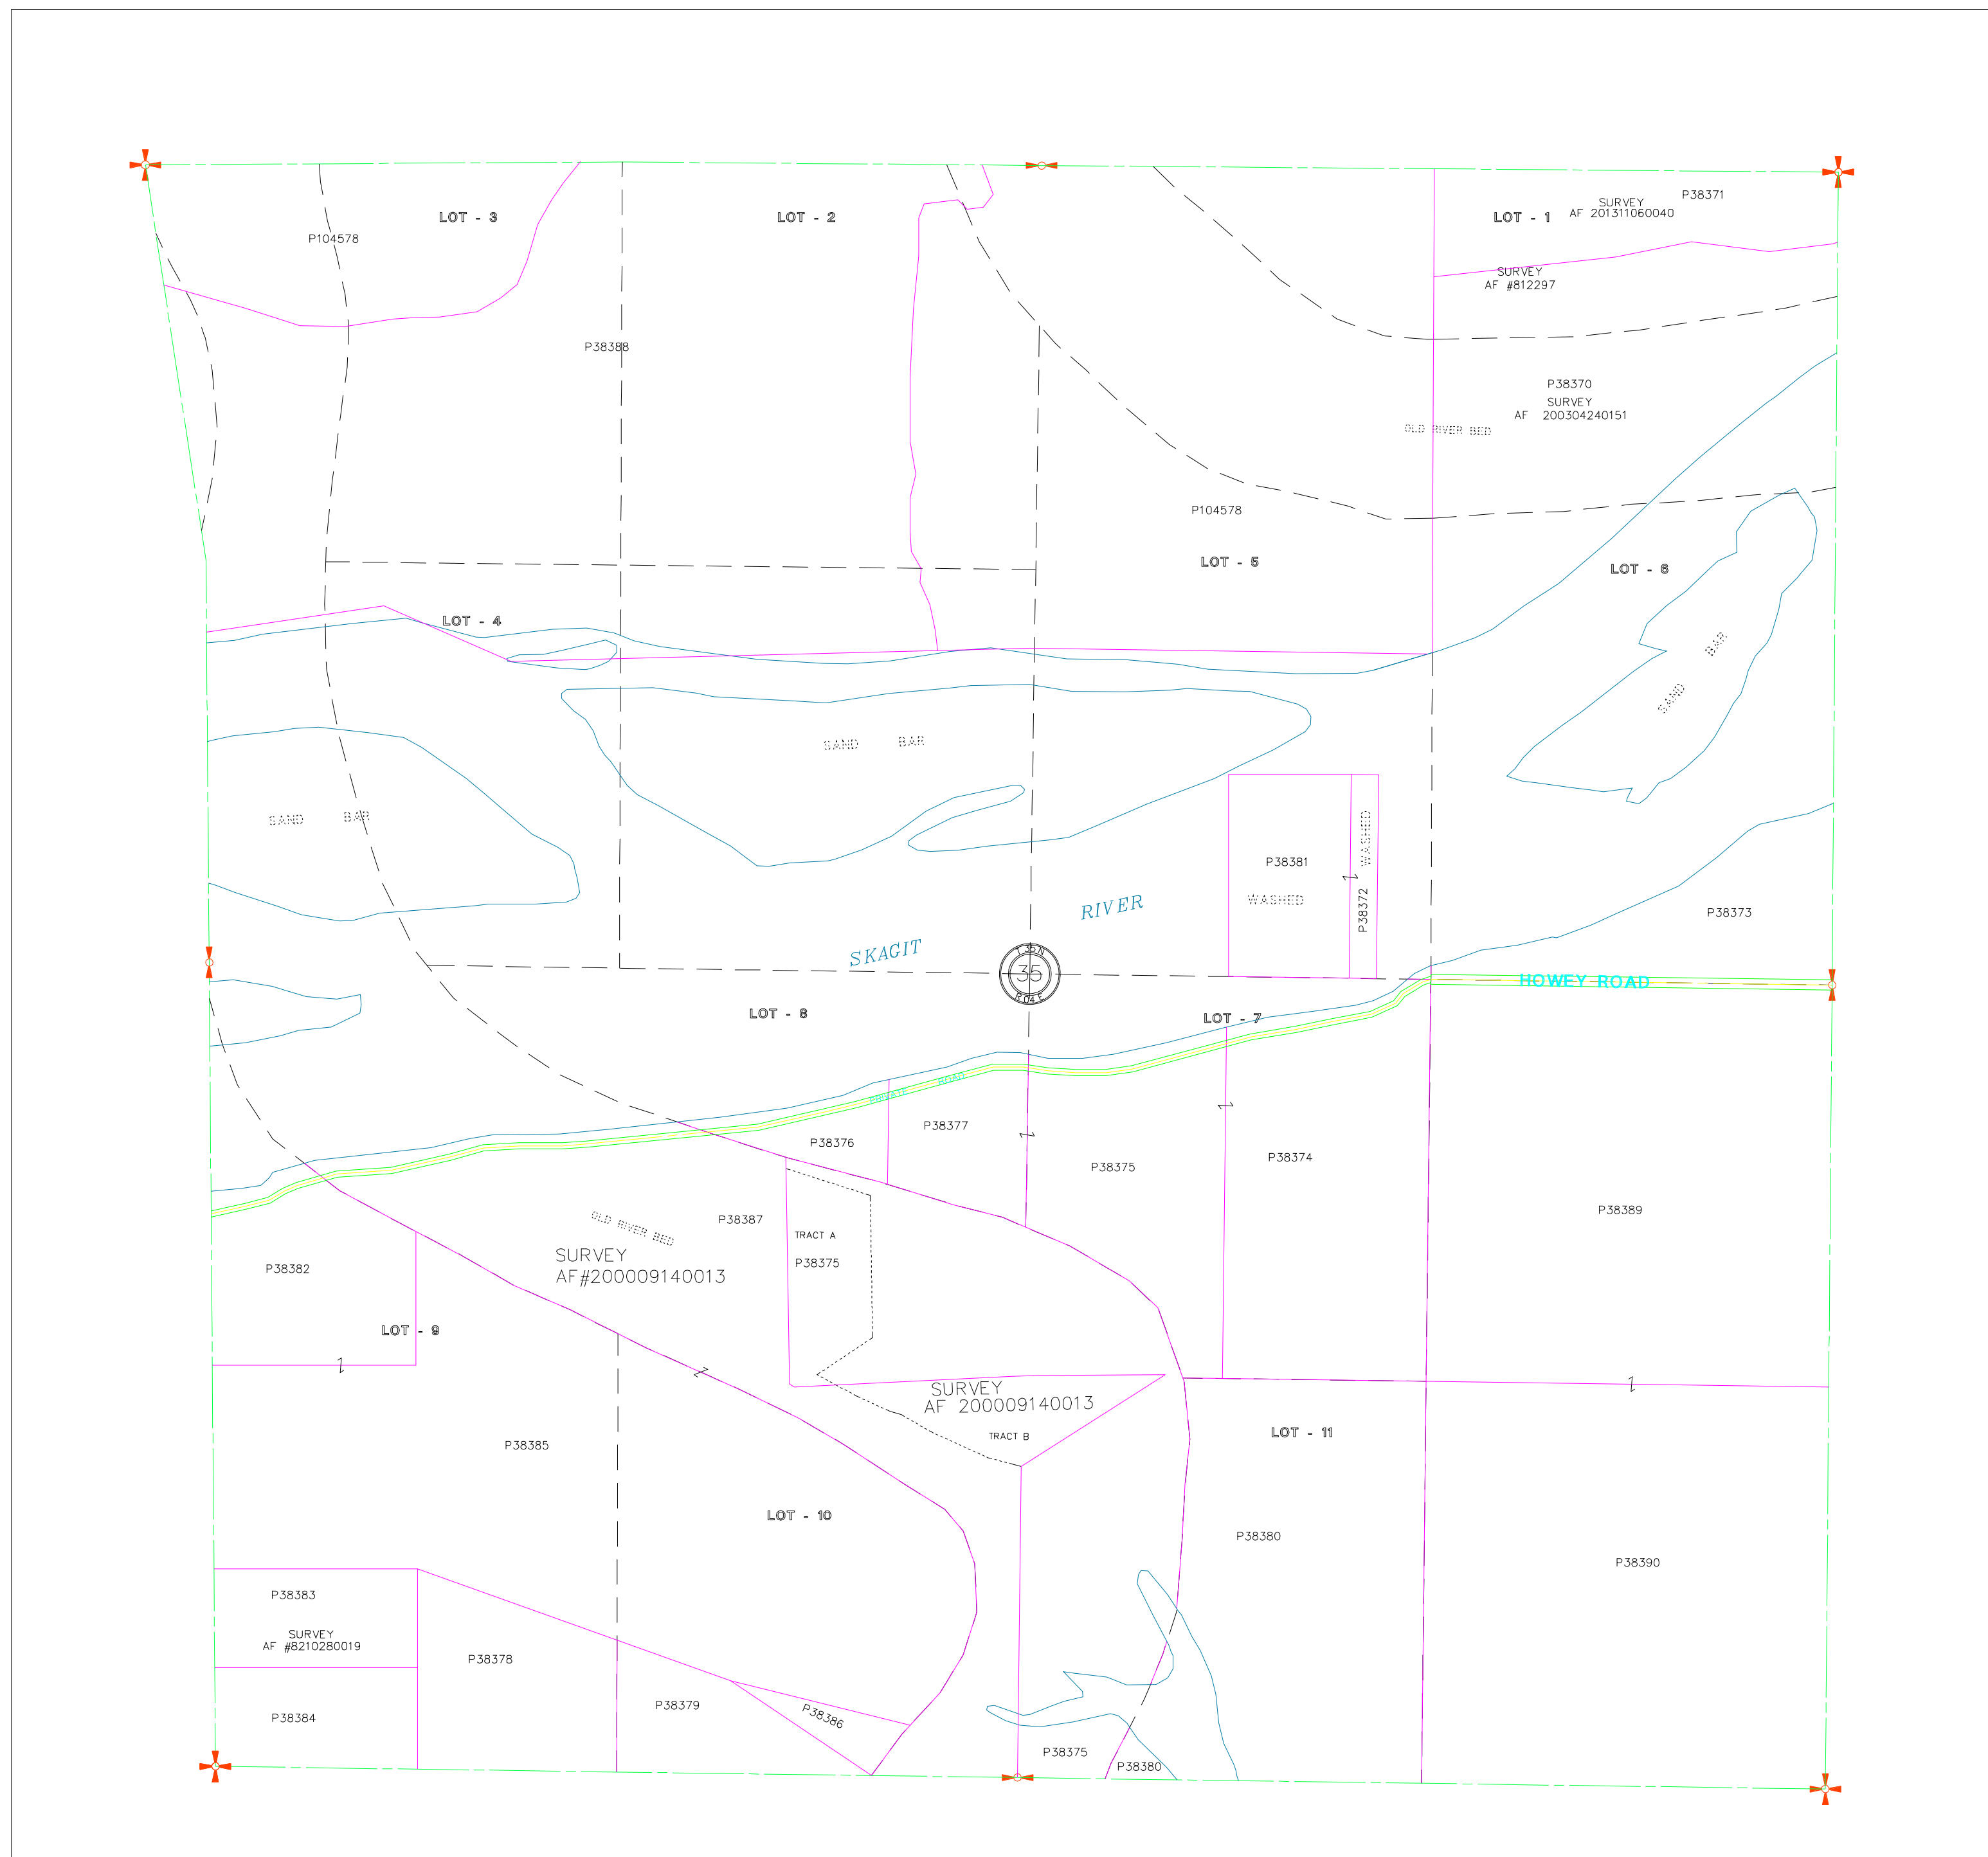 LOT - 3
LOT - 2
LOT - 1
SURVEY
AF 201311060040
P38371
P104578
SURVEY
AF #812297
P38388
P38370
SURVEY
AF 200304240151
OLD RIVER BED
P104578
LOT - 5
LOT - 6
LOT - 4
SAND BAR
SAND BAR
SAND BAR
P38381
WASHED
WASHED
P38372
P38373
SKAGIT RIVER
T 35 N
35
R 04 E
HOWEY ROAD
LOT - 8
LOT - 7
PRIVATE ROAD
P38376
P38377
P38375
P38374
P38389
OLD RIVER BED
P38387
TRACT A
P38375
SURVEY
AF#200009140013
P38382
LOT - 9
SURVEY
AF 200009140013
TRACT B
LOT - 11
P38385
LOT - 10
P38380
P38390
P38383
SURVEY
AF #8210280019
P38378
P38384
P38379
P38386
P38375
P38380